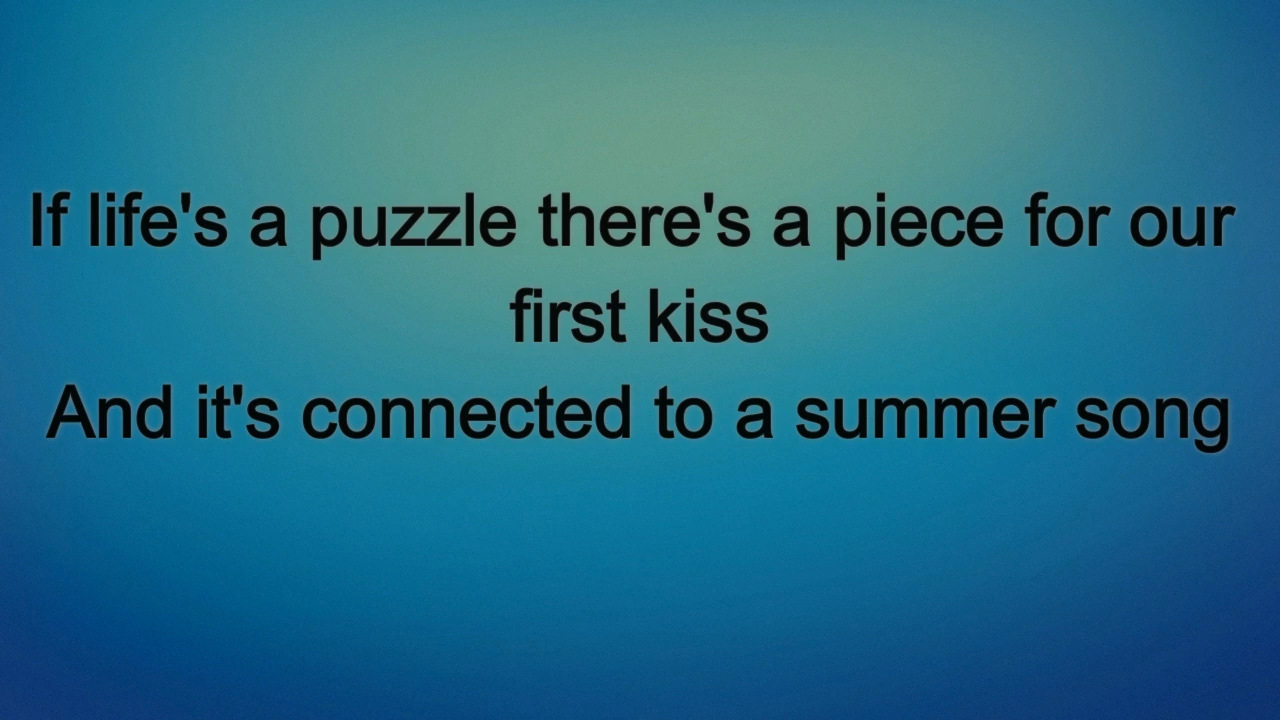 If life's a puzzle there's a piece for our
first kiss
And it's connected to a summer song